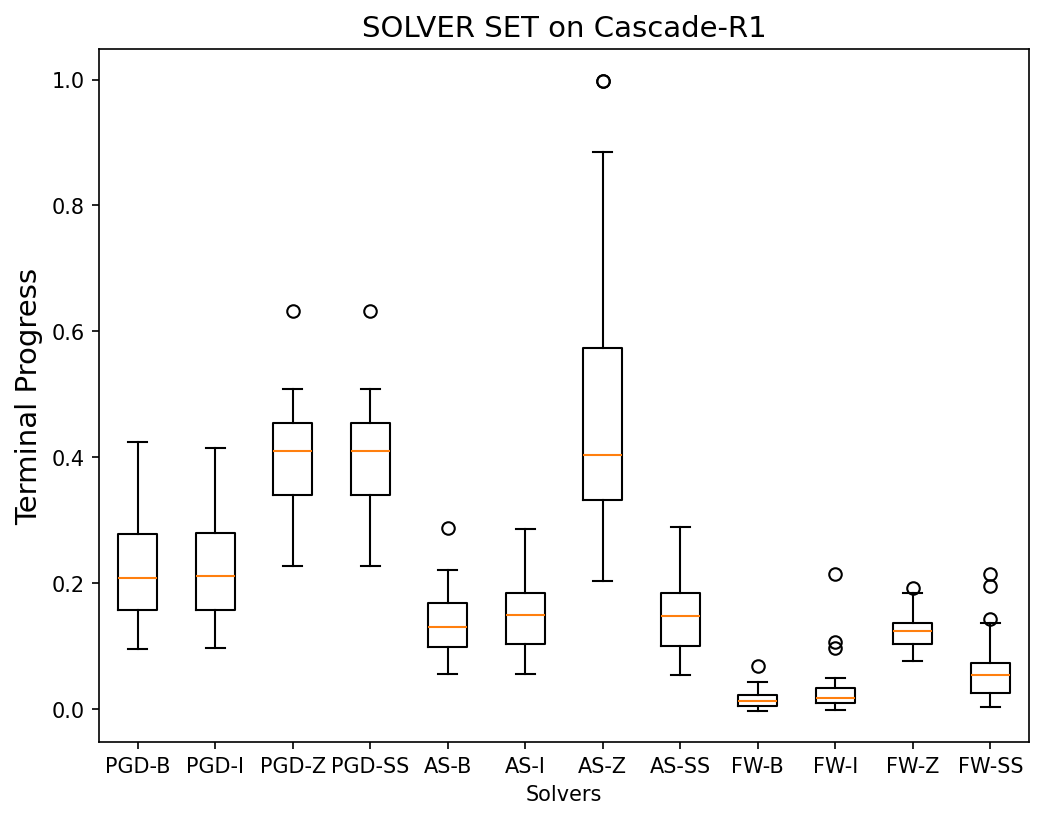 SOLVER SET on Cascade-R1
Terminal Progress
1.0
0.8
0.6
0.4
0.2
0.0
PGD-B PGD-I PGD-Z PGD-SS AS-B AS-I AS-Z AS-SS FW-B FW-I FW-Z FW-SS
Solvers